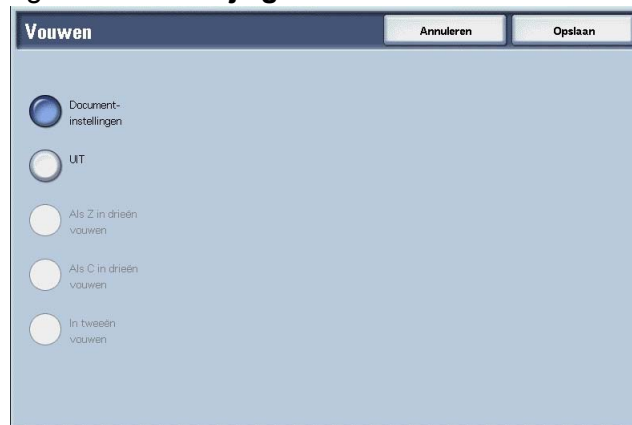 Vouwen
Annuleren
Opslaan
Document-
instellingen
UIT
Als Z in drieën
vouwen
Als C in drieën
vouwen
In tweeën
vouwen